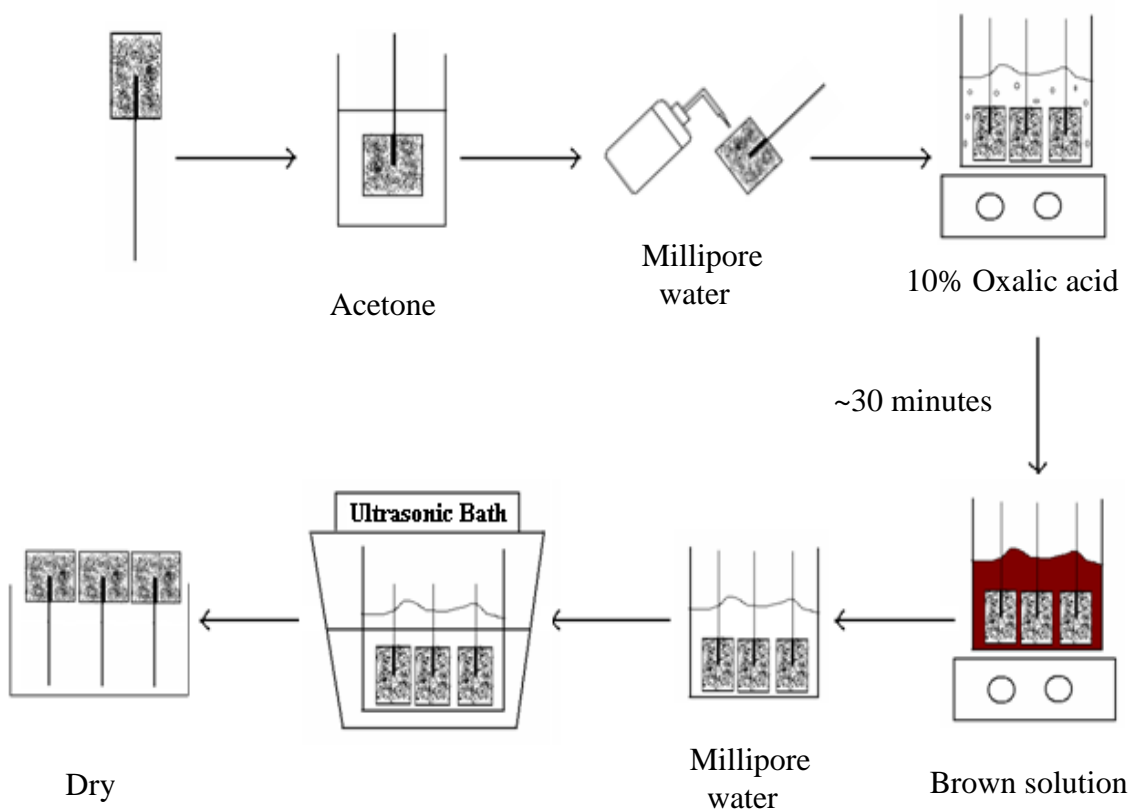 Acetone
Millipore
water
10% Oxalic acid
~30 minutes
Brown solution
Millipore
water
Ultrasonic Bath
Dry